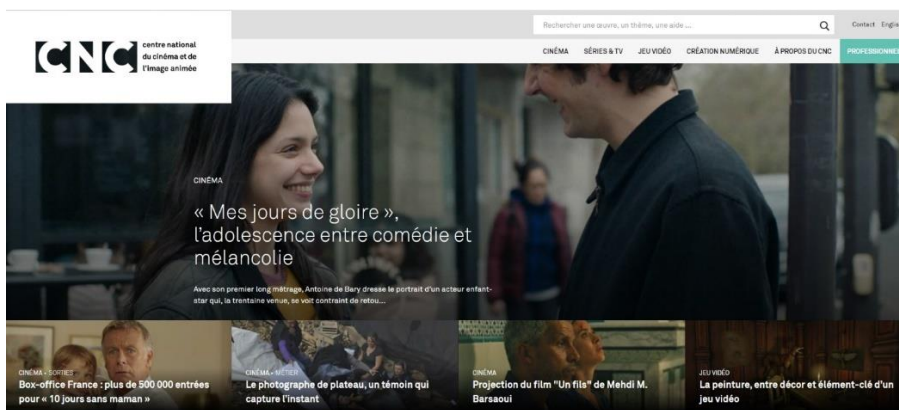 CNC
centre national
du cinéma et de
l'image animée
Rechercher une œuvre, un thème, une aide ...
Contact
CINÉMA SÉRIES & TV JEU VIDÉO CRÉATION NUMÉRIQUE À PROPOS DU CNC
CINÉMA
« Mes jours de gloire »,
l'adolescence entre comédie et
mélancolie
Avec son premier long métrage, Antoine de Bary dresse le portrait d'un acteur enfant-
star qui, la trentaine venue, se voit contraint de retou...
CINÉMA • SORTIES
Box-office France : plus de 500 000 entrées
pour « 10 jours sans maman »
CINÉMA • MÉTIER
Le photographe de plateau, un témoin qui
capture l'instant
CINÉMA
Projection du film "Un fils" de Mehdi M.
Barsaoui
JEU VIDÉO
La peinture, entre décor et élément-clé d'un
jeu vidéo